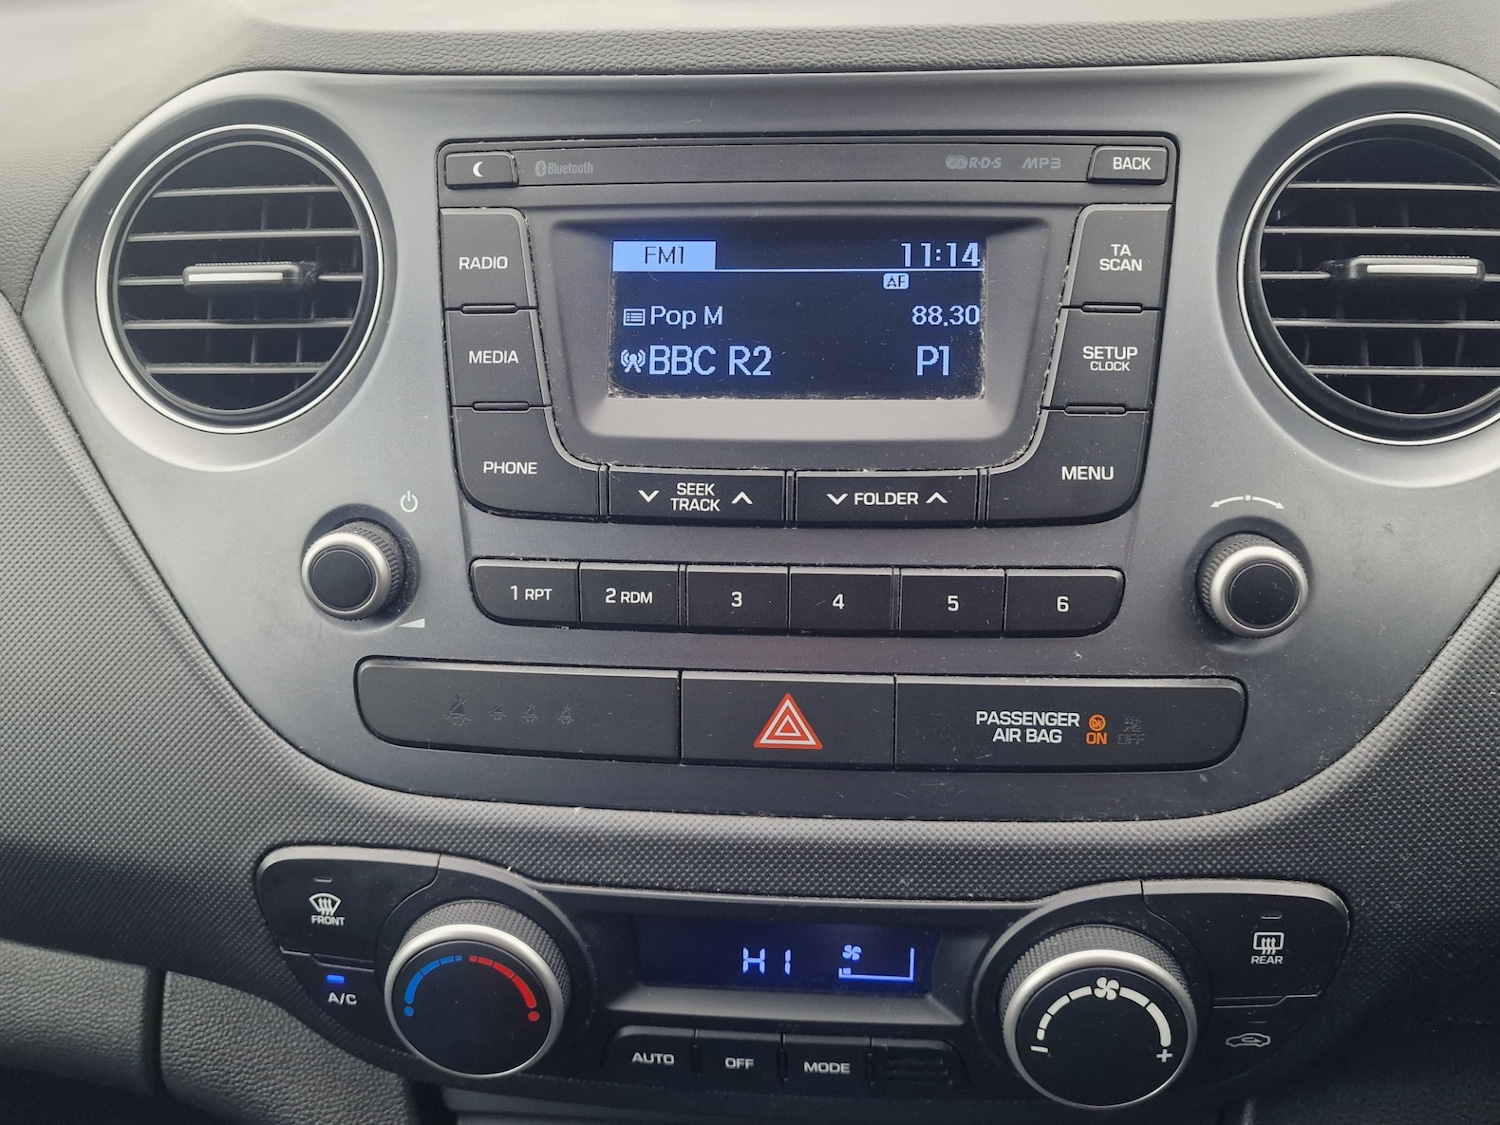 Bluetooth
R·D·S
MP3
BACK
RADIO
FM1
11:14
TA
SCAN
AF
Pop M
88.30
MEDIA
BBC R2
P1
SETUP
CLOCK
PHONE
SEEK
TRACK
FOLDER
MENU
1 RPT
2 RDM
3
4
5
6
PASSENGER
AIR BAG
ON
OFF
FRONT
A/C
HI
REAR
AUTO
OFF
MODE